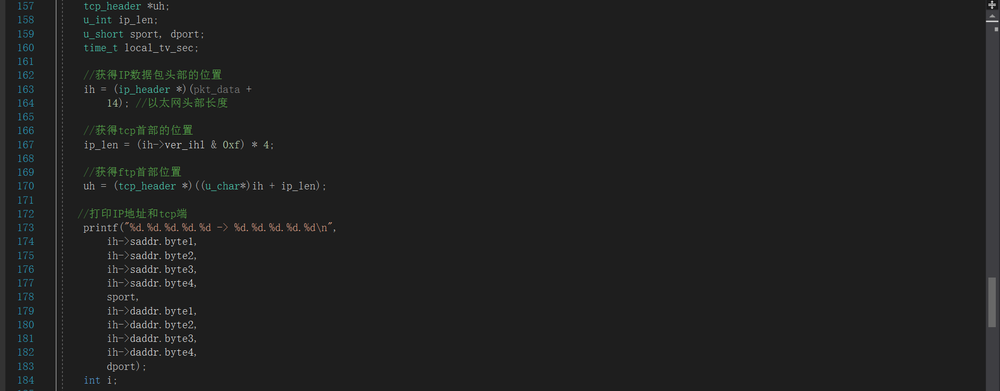 157 tcp_header *uh;
158 u_int ip_len;
159 u_short sport, dport;
160 time_t local_tv_sec;
161
162 //获得IP数据包头部的位置
163 ih = (ip_header *)(pkt_data +
164 14); //以太网头部长度
165
166 //获得tcp首部的位置
167 ip_len = (ih->ver_ihl & 0xf) * 4;
168
169 //获得ftp首部位置
170 uh = (tcp_header *)((u_char*)ih + ip_len);
171
172 //打印IP地址和tcp端
173 printf("%d.%d.%d.%d.%d -> %d.%d.%d.%d.%d\n",
174 ih->saddr.byte1,
175 ih->saddr.byte2,
176 ih->saddr.byte3,
177 ih->saddr.byte4,
178 sport,
179 ih->daddr.byte1,
180 ih->daddr.byte2,
181 ih->daddr.byte3,
182 ih->daddr.byte4,
183 dport);
184 int i;